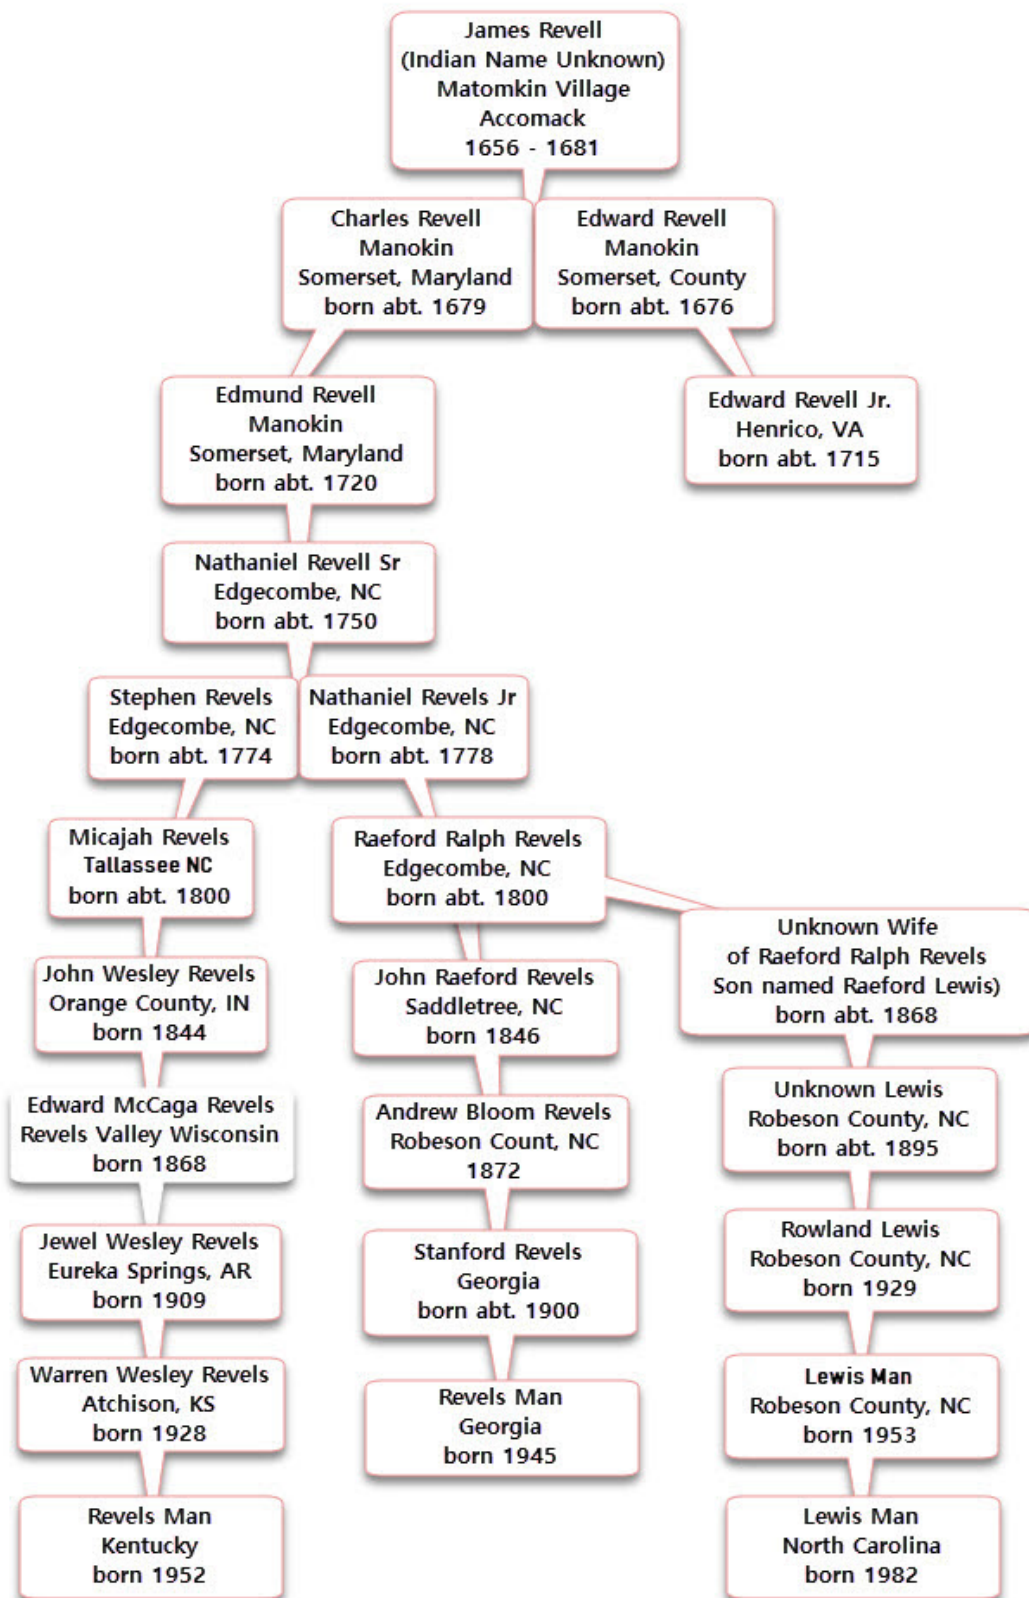 James Revell
(Indian Name Unknown)
Matomkin Village
Accomack
1656 - 1681
Charles Revell
Manokin
Somerset, Maryland
born abt. 1679
Edward Revell
Manokin
Somerset, County
born abt. 1676
Edmund Revell
Manokin
Somerset, Maryland
born abt. 1720
Edward Revell Jr.
Henrico, VA
born abt. 1715
Nathaniel Revell Sr
Edgecombe, NC
born abt. 1750
Stephen Revels
Edgecombe, NC
born abt. 1774
Nathaniel Revels Jr
Edgecombe, NC
born abt. 1778
Micajah Revels
Tallassee NC
born abt. 1800
Raeford Ralph Revels
Edgecombe, NC
born abt. 1800
Unknown Wife
of Raeford Ralph Revels
Son named Raeford Lewis)
born abt. 1868
John Wesley Revels
Orange County, IN
born 1844
John Raeford Revels
Saddletree, NC
born 1846
Unknown Lewis
Robeson County, NC
born abt. 1895
Edward McCaga Revels
Revels Valley Wisconsin
born 1868
Andrew Bloom Revels
Robeson Count, NC
1872
Rowland Lewis
Robeson County, NC
born 1929
Jewel Wesley Revels
Eureka Springs, AR
born 1909
Stanford Revels
Georgia
born abt. 1900
Lewis Man
Robeson County, NC
born 1953
Warren Wesley Revels
Atchison, KS
born 1928
Revels Man
Georgia
born 1945
Lewis Man
North Carolina
born 1982
Revels Man
Kentucky
born 1952